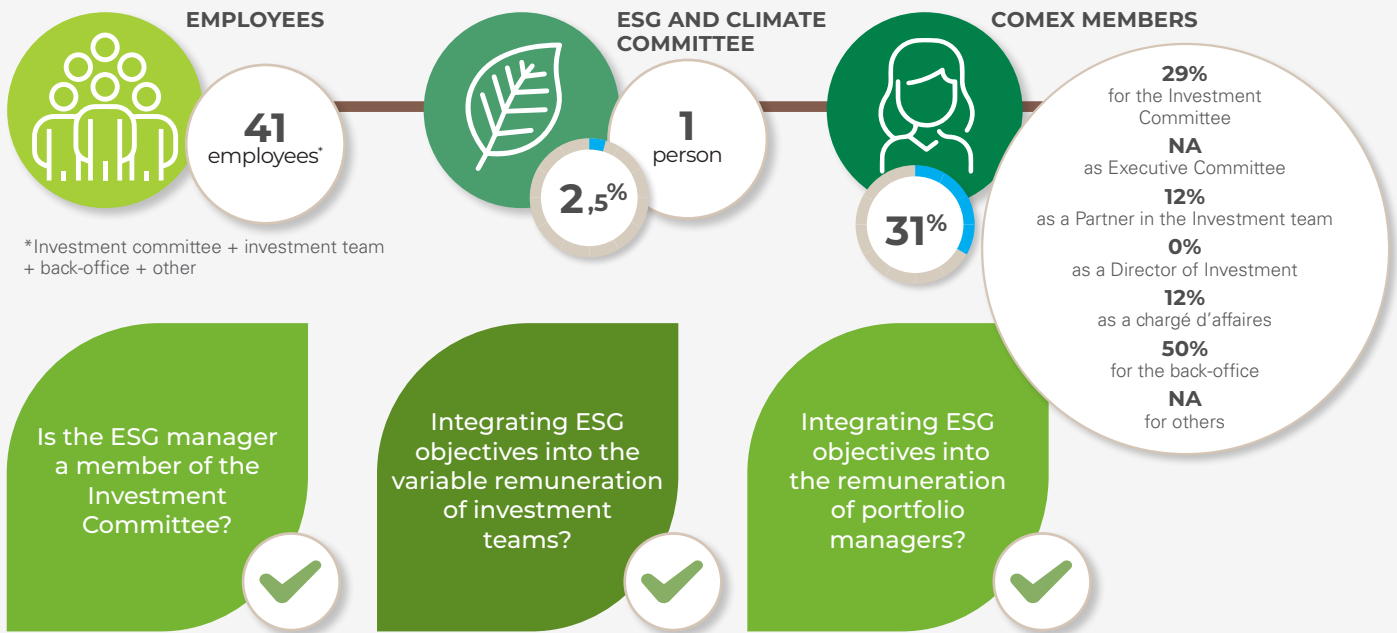 EMPLOYEES
41
employees*
*Investment committee + investment team
+ back-office + other
ESG AND CLIMATE
COMMITTEE
2,5%
1
person
COMEX MEMBERS
31%
29%
for the Investment
Committee
NA
as Executive Committee
12%
as a Partner in the Investment team
0%
as a Director of Investment
12%
as a chargé d'affaires
50%
for the back-office
NA
for others
Is the ESG manager
a member of the
Investment
Committee?
Integrating ESG
objectives into the
variable remuneration
of investment
teams?
Integrating ESG
objectives into
the remuneration
of portfolio
managers?